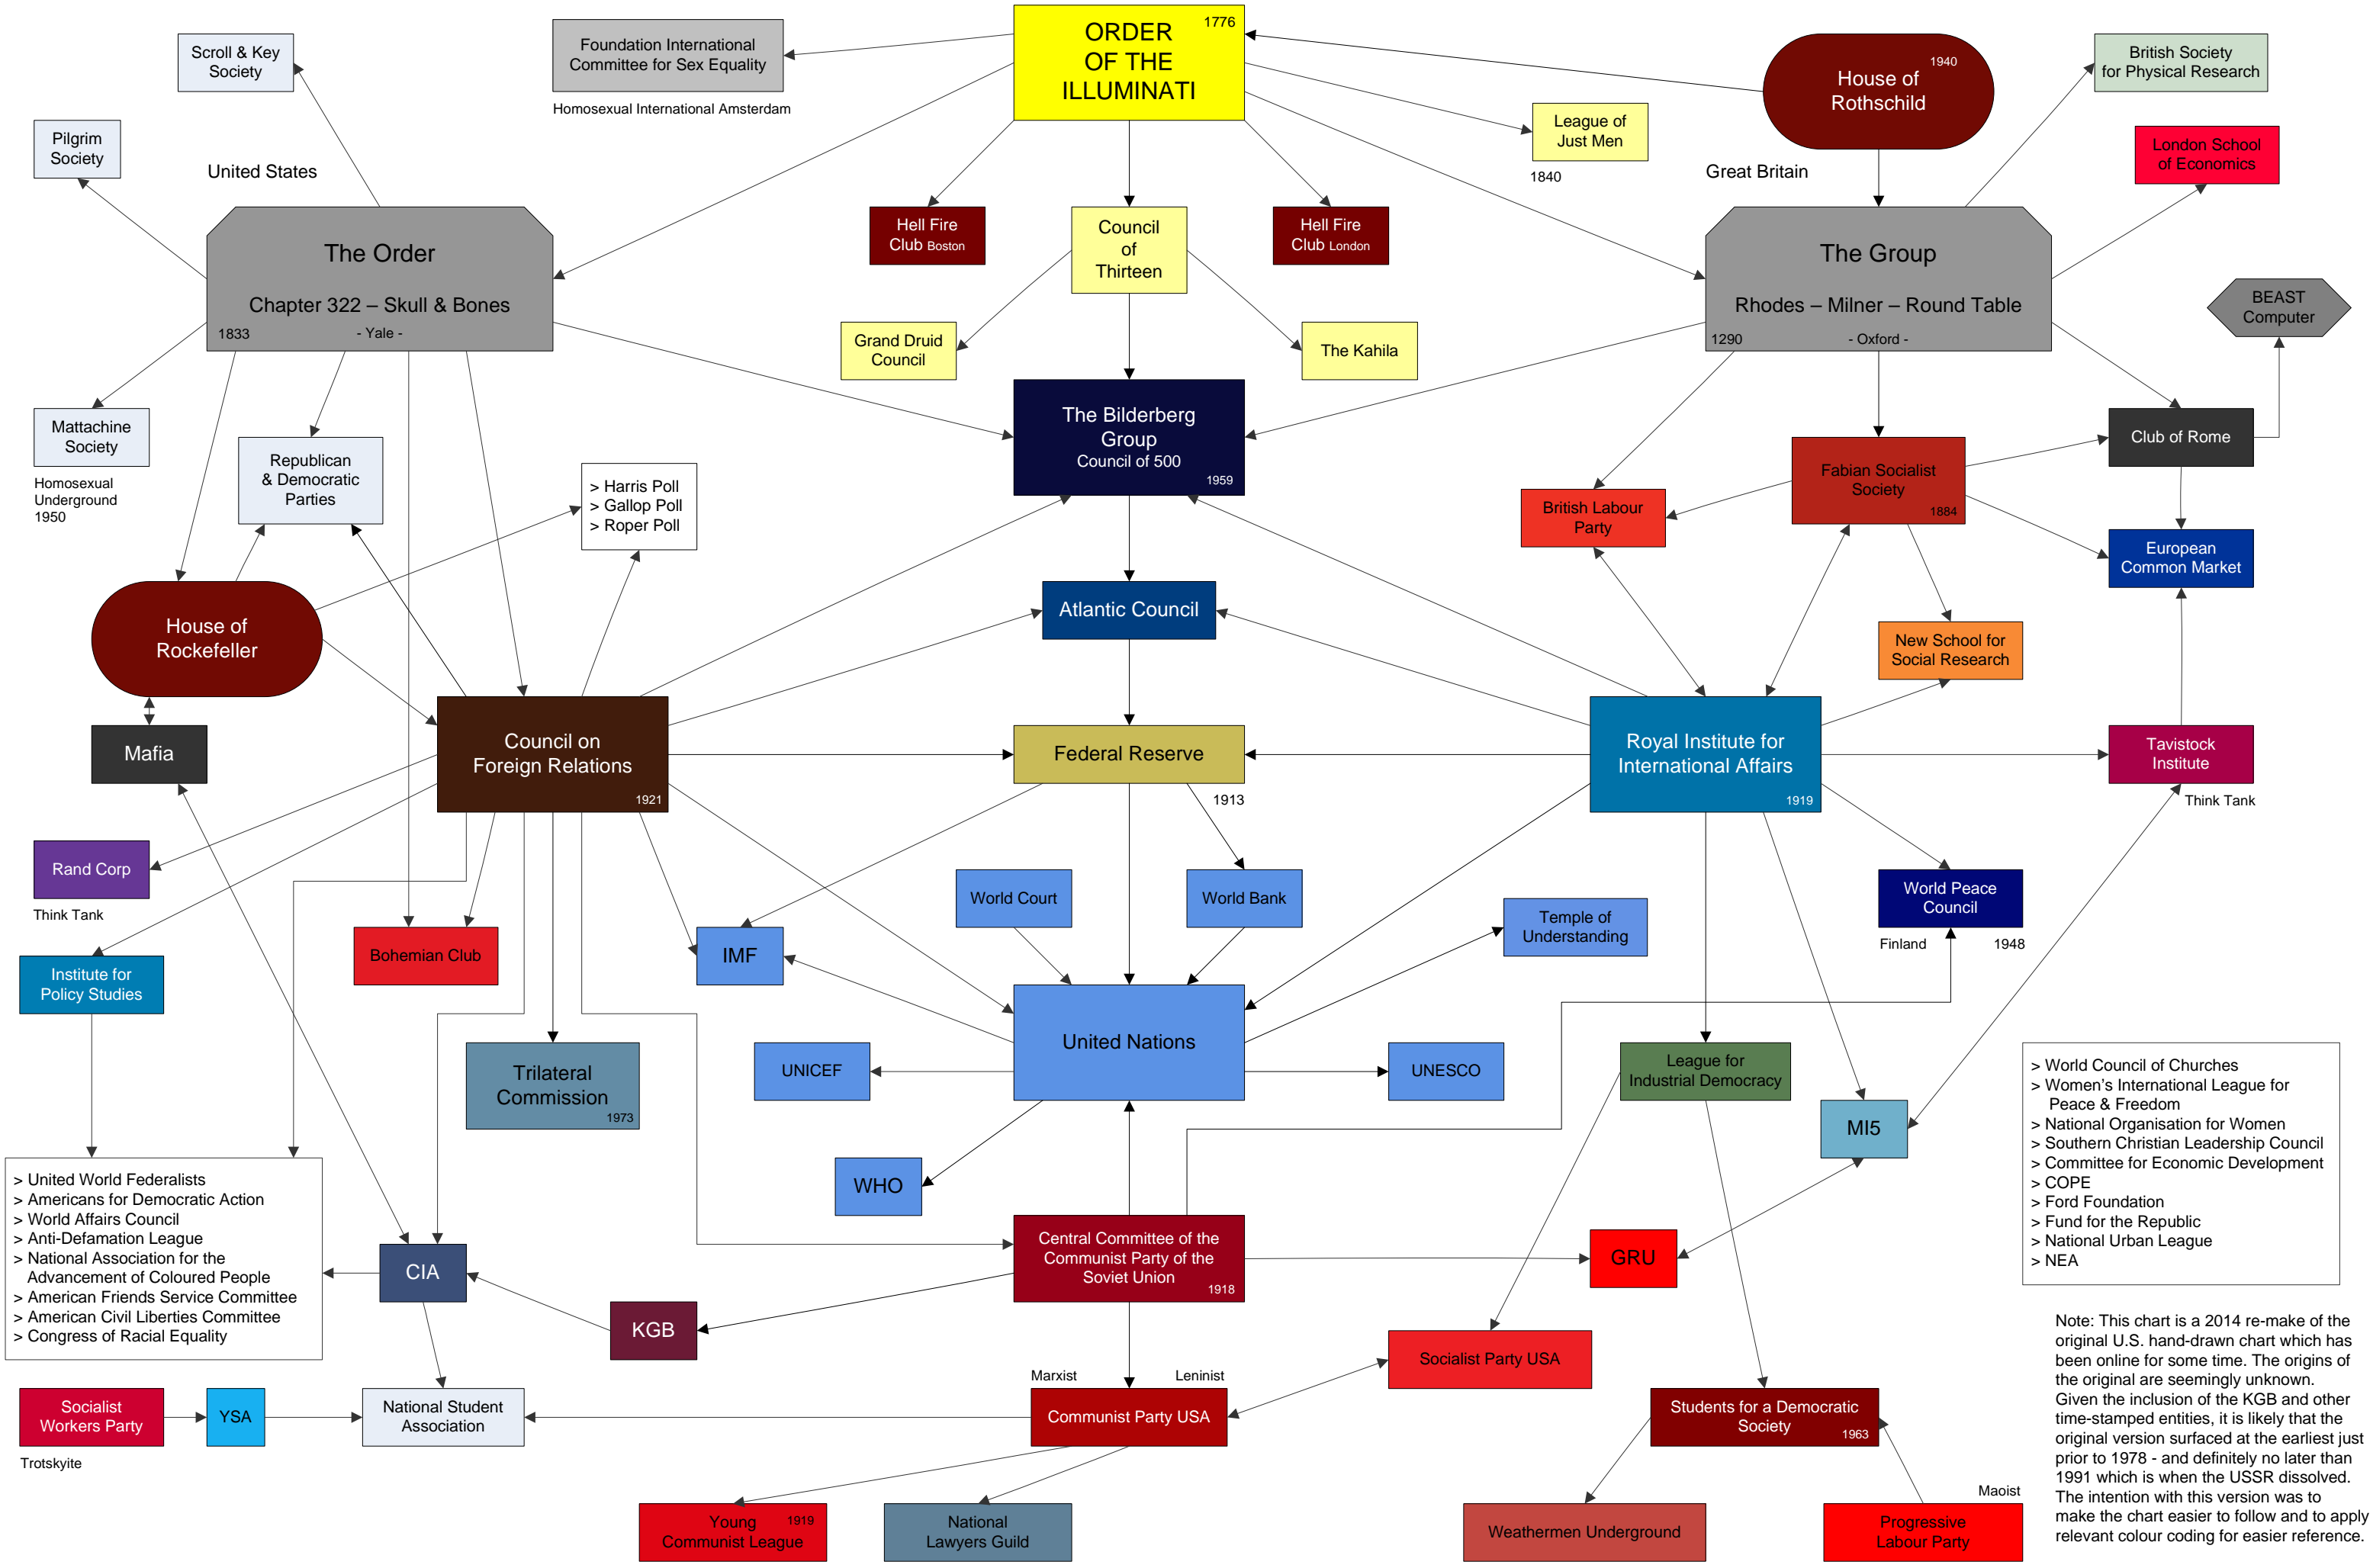 1776
ORDER
OF THE
ILLUMINATI
Foundation International
Committee for Sex Equality
Homosexual International Amsterdam
Scroll & Key
Society
1940
House of
Rothschild
British Society
for Physical Research
League of
Just Men
1840
Pilgrim
Society
United States
Great Britain
London School
of Economics
The Order
Chapter 322 – Skull & Bones
1833
- Yale -
Hell Fire
Club Boston
Council
of
Thirteen
Hell Fire
Club London
The Group
Rhodes – Milner – Round Table
1290
- Oxford -
BEAST
Computer
Grand Druid
Council
The Kahila
Mattachine
Society
Homosexual
Underground
1950
Republican
& Democratic
Parties
> Harris Poll
> Gallop Poll
> Roper Poll
The Bilderberg
Group
Council of 500
1959
British Labour
Party
Fabian Socialist
Society
1884
Club of Rome
European
Common Market
House of
Rockefeller
Atlantic Council
New School for
Social Research
Mafia
Council on
Foreign Relations
1921
Federal Reserve
1913
Royal Institute for
International Affairs
1919
Tavistock
Institute
Think Tank
Rand Corp
Think Tank
World Court
World Bank
World Peace
Council
Finland
1948
Bohemian Club
IMF
Temple of
Understanding
Institute for
Policy Studies
Trilateral
Commission
1973
UNICEF
United Nations
UNESCO
League for
Industrial Democracy
MI5
> World Council of Churches
> Women’s International League for
Peace & Freedom
> National Organisation for Women
> Southern Christian Leadership Council
> Committee for Economic Development
> COPE
> Ford Foundation
> Fund for the Republic
> National Urban League
> NEA
WHO
> United World Federalists
> Americans for Democratic Action
> World Affairs Council
> Anti-Defamation League
> National Association for the
Advancement of Coloured People
> American Friends Service Committee
> American Civil Liberties Committee
> Congress of Racial Equality
CIA
KGB
Central Committee of the
Communist Party of the
Soviet Union
1918
GRU
Socialist Party USA
Marxist
Leninist
Socialist
Workers Party
Trotskyite
YSA
National Student
Association
Communist Party USA
Students for a Democratic
Society
1963
Young
Communist League
1919
National
Lawyers Guild
Weathermen Underground
Maoist
Progressive
Labour Party
Note: This chart is a 2014 re-make of the
original U.S. hand-drawn chart which has
been online for some time. The origins of
the original are seemingly unknown.
Given the inclusion of the KGB and other
time-stamped entities, it is likely that the
original version surfaced at the earliest just
prior to 1978 - and definitely no later than
1991 which is when the USSR dissolved.
The intention with this version was to
make the chart easier to follow and to apply
relevant colour coding for easier reference.